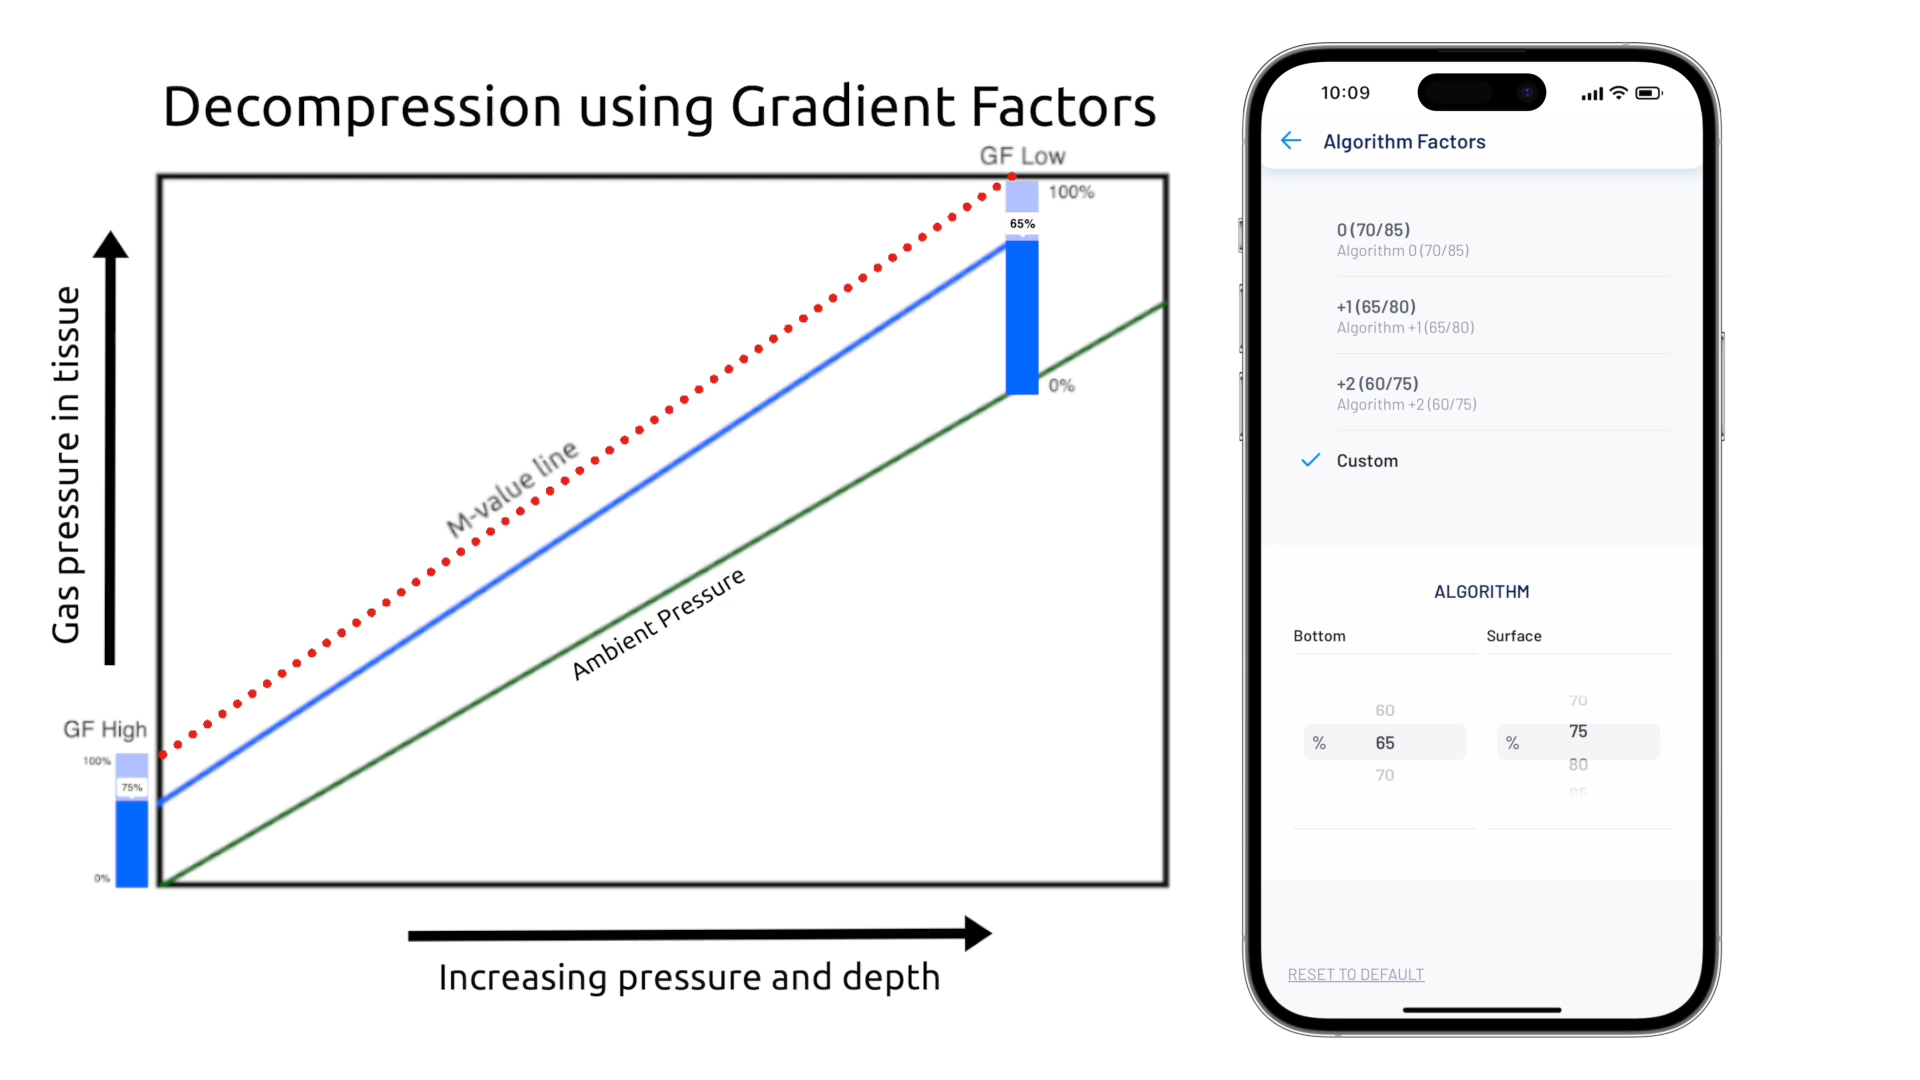 Decompression using Gradient Factors
GF Low
100%
65%
0%
M-value line
Ambient Pressure
Gas pressure in tissue
GF High
100%
75%
0%
Increasing pressure and depth
10:09
Algorithm Factors
0 (70/85)
Algorithm 0 (70/85)
+1 (65/80)
Algorithm +1 (65/80)
+2 (60/75)
Algorithm +2 (60/75)
Custom
ALGORITHM
Bottom Surface
60 70
% 65 % 75
70 80
85
RESET TO DEFAULT